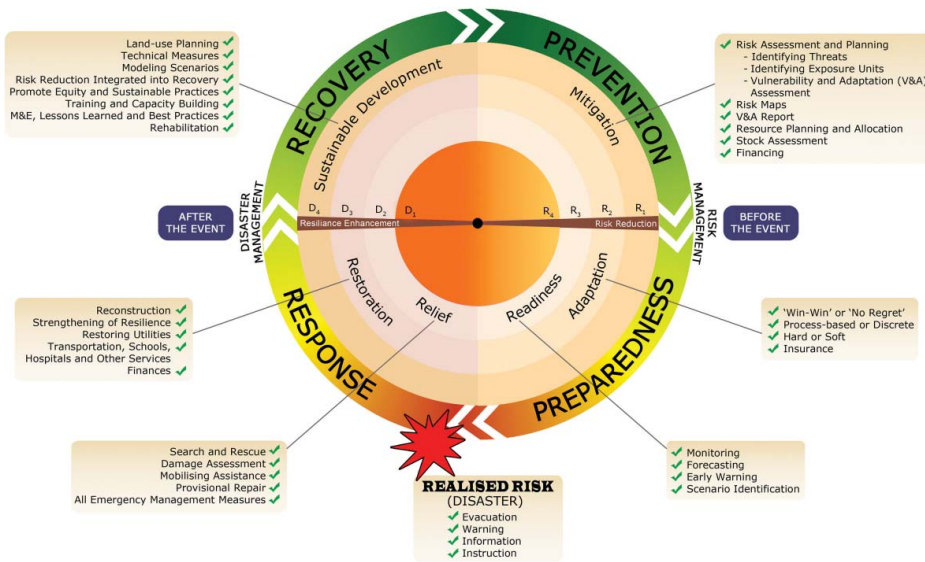 Land-use Planning
Technical Measures
Modeling Scenarios
Risk Reduction Integrated into Recovery
Promote Equity and Sustainable Practices
Training and Capacity Building
M&E, Lessons Learned and Best Practices
Rehabilitation
RECOVERY
PREVENTION
Risk Assessment and Planning
- Identifying Threats
- Identifying Exposure Units
- Vulnerability and Adaptation (V&A)
Assessment
Risk Maps
V&A Report
Resource Planning and Allocation
Stock Assessment
Financing
Sustainable Development
Mitigation
AFTER
THE EVENT
DISASTER
MANAGEMENT
D4
D3
D2
D1
R4
R3
R2
R1
Resiliance Enhancement
Risk Reduction
RISK
MANAGEMENT
BEFORE
THE EVENT
Restoration
Relief
Readiness
Adaptation
RESPONSE
PREPAREDNESS
Reconstruction
Strengthening of Resilience
Restoring Utilities
Transportation, Schools,
Hospitals and Other Services
Finances
'Win-Win' or 'No Regret'
Process-based or Discrete
Hard or Soft
Insurance
Search and Rescue
Damage Assessment
Mobilising Assistance
Provisional Repair
All Emergency Management Measures
REALISED RISK
(DISASTER)
Evacuation
Warning
Information
Instruction
Monitoring
Forecasting
Early Warning
Scenario Identification